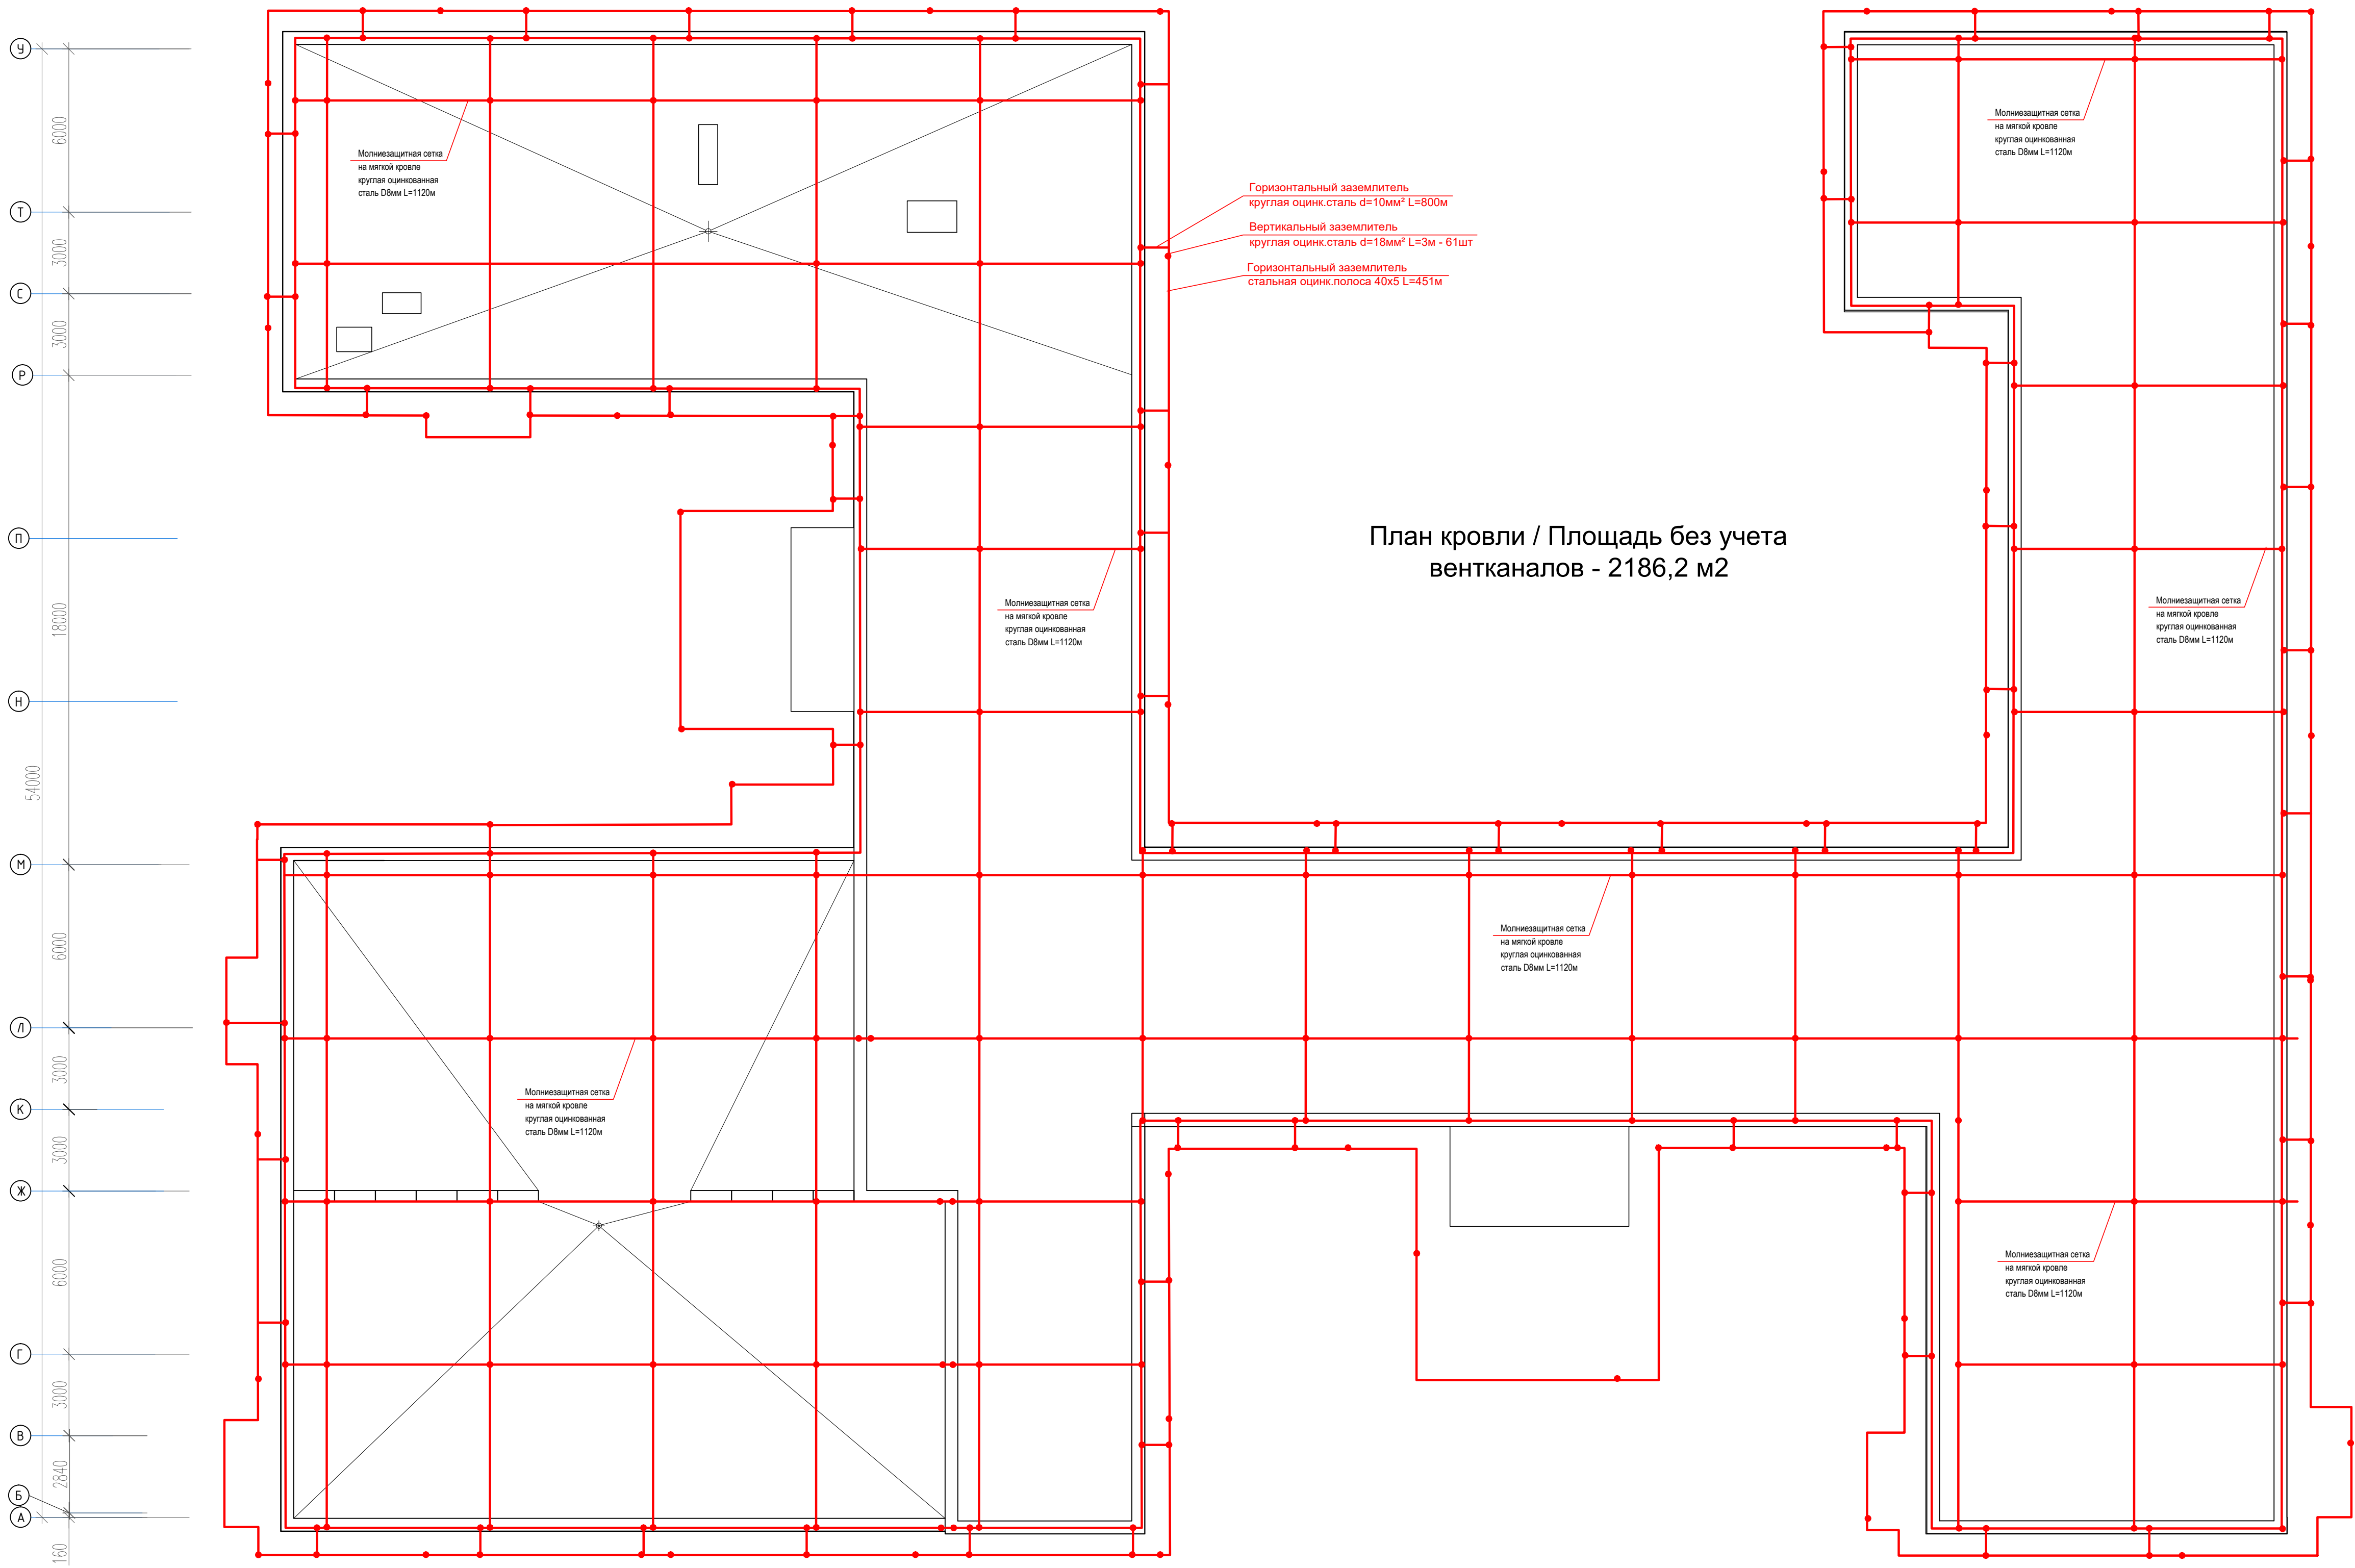 У
6000
Т
3000
С
3000
Р
П
18000
Н
54000
М
6000
Л
3000
К
3000
Ж
6000
Г
3000
В
2840
Б
А
160
Молниезащитная сетка
на мягкой кровле
круглая оцинкованная
сталь D8мм L=1120м
Горизонтальный заземлитель
круглая оцинк.сталь d=10мм² L=800м
Вертикальный заземлитель
круглая оцинк.сталь d=18мм² L=3м - 61шт
Горизонтальный заземлитель
стальная оцинк.полоса 40х5 L=451м
Молниезащитная сетка
на мягкой кровле
круглая оцинкованная
сталь D8мм L=1120м
План кровли / Площадь без учета
вентканалов - 2186,2 м2
Молниезащитная сетка
на мягкой кровле
круглая оцинкованная
сталь D8мм L=1120м
Молниезащитная сетка
на мягкой кровле
круглая оцинкованная
сталь D8мм L=1120м
Молниезащитная сетка
на мягкой кровле
круглая оцинкованная
сталь D8мм L=1120м
Молниезащитная сетка
на мягкой кровле
круглая оцинкованная
сталь D8мм L=1120м
Молниезащитная сетка
на мягкой кровле
круглая оцинкованная
сталь D8мм L=1120м